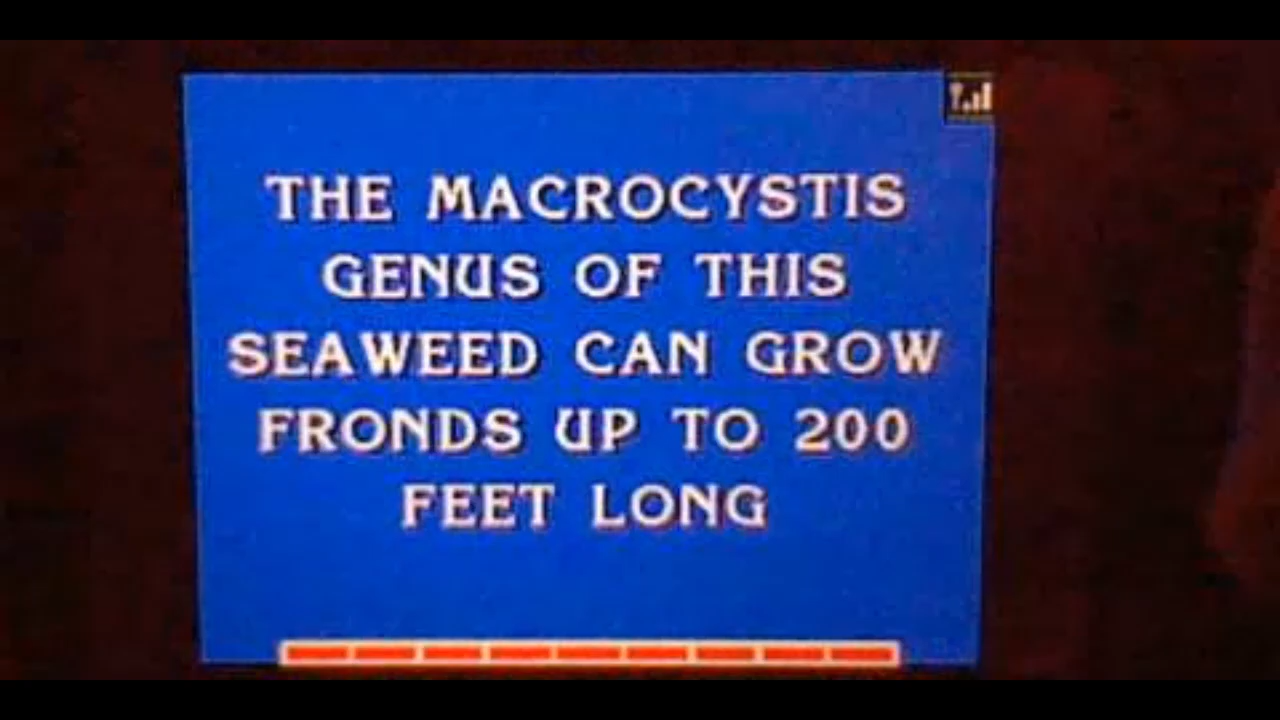 THE MACROCYSTIS
GENUS OF THIS
SEAWEED CAN GROW
FRONDS UP TO 200
FEET LONG